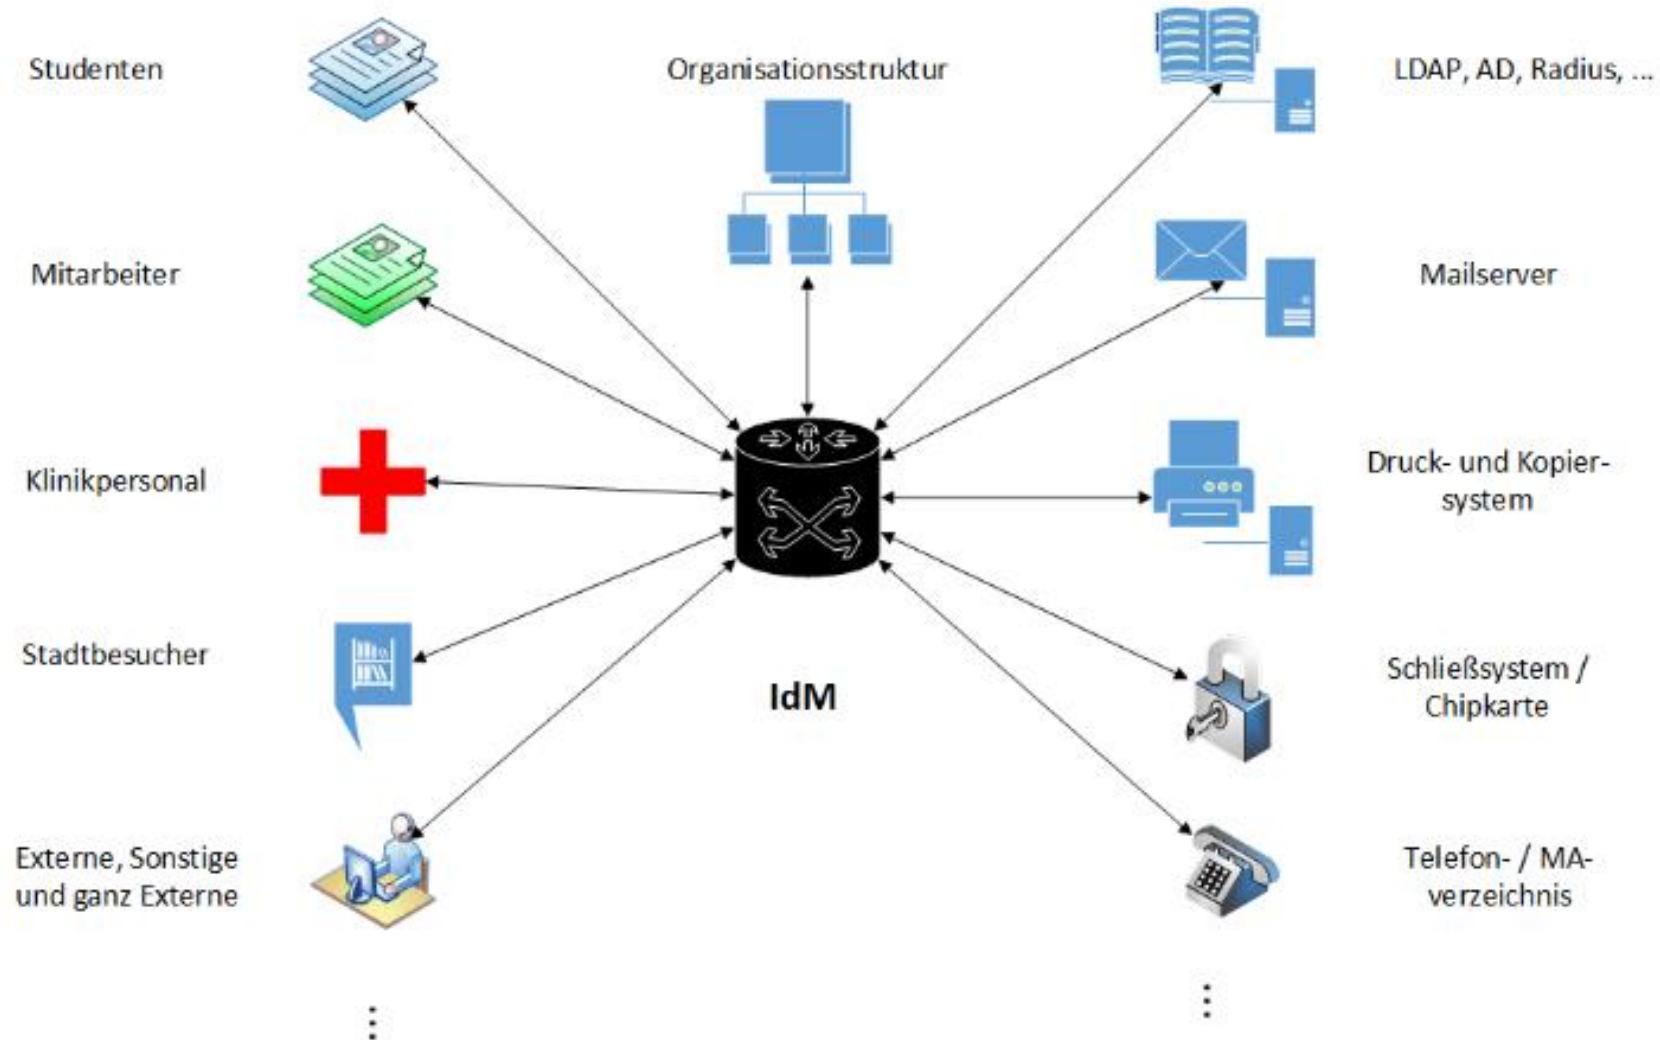 Studenten
Organisationsstruktur
LDAP, AD, Radius, ...
Mitarbeiter
Mailserver
Klinikpersonal
Druck- und Kopier-
system
Stadtbesucher
IdM
Schließsystem /
Chipkarte
Externe, Sonstige
und ganz Externe
Telefon- / MA-
verzeichnis